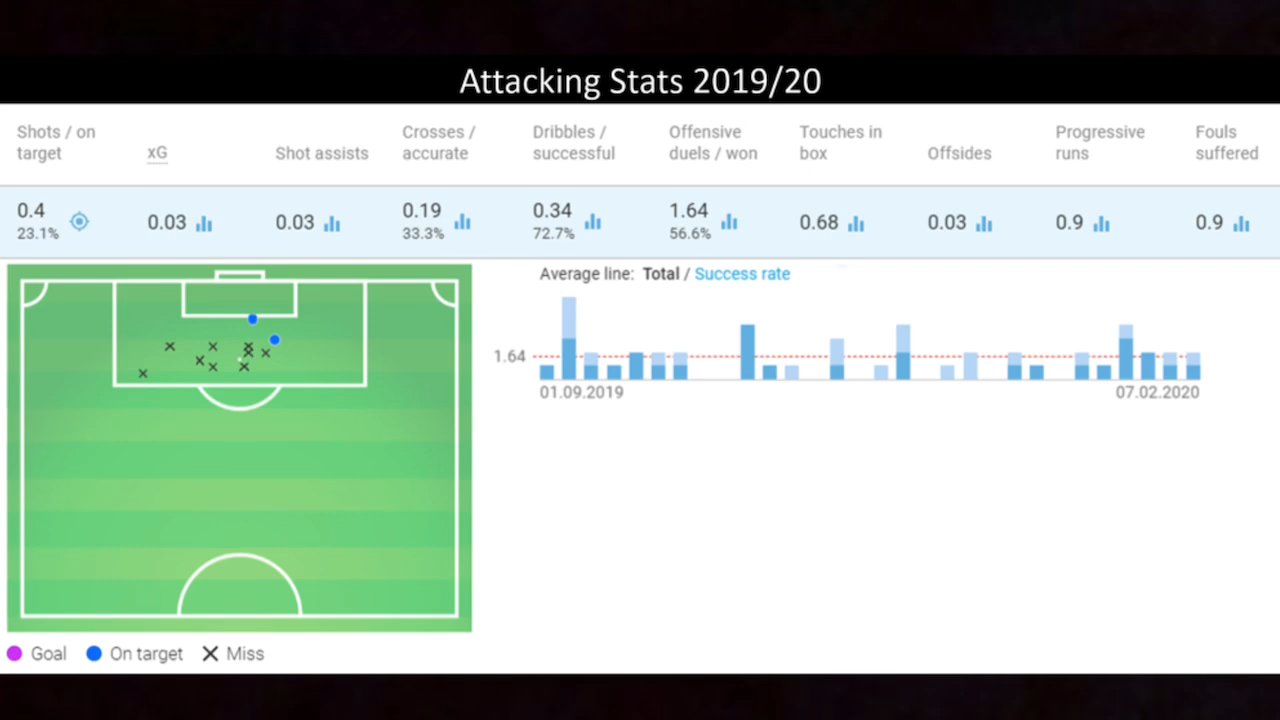 Attacking Stats 2019/20
Shots / on target
xG
Shot assists
Crosses / accurate
Dribbles / successful
Offensive duels / won
Touches in box
Offsides
Progressive runs
Fouls suffered
0.4
23.1%
0.03
0.03
0.19
33.3%
0.34
72.7%
1.64
56.6%
0.68
0.03
0.9
0.9
Average line: Total / Success rate
1.64
01.09.2019
07.02.2020
Goal
On target
Miss